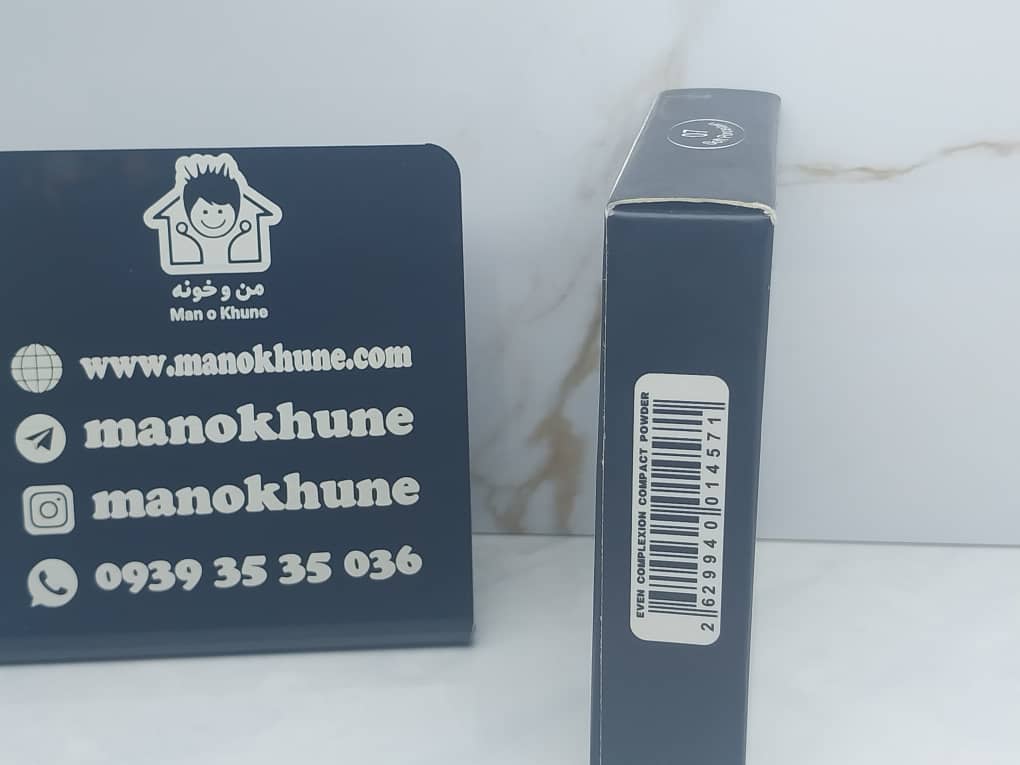 من و خونه
Man o Khune
www.manokhune.com
manokhune
manokhune
0939 35 35 036
07
EVEN COMPLEXION COMPACT POWDER
2 629940 014571